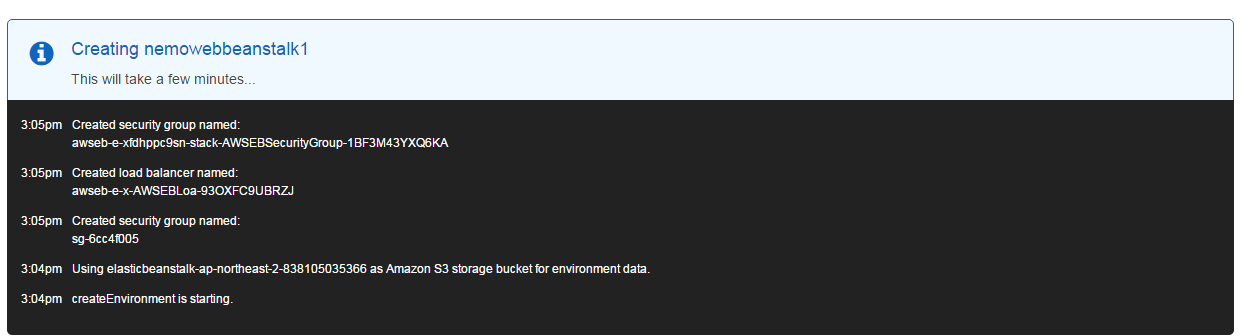 Creating nemowebbeanstalk1
This will take a few minutes...
3:05pm Created security group named:
awseb-e-xfdhppc9sn-stack-AWSEBSecurityGroup-1BF3M43YXQ6KA
3:05pm Created load balancer named:
awseb-e-x-AWSEBLoa-93OXFC9UBRZJ
3:05pm Created security group named:
sg-6cc4f005
3:04pm Using elasticbeanstalk-ap-northeast-2-838105035366 as Amazon S3 storage bucket for environment data.
3:04pm createEnvironment is starting.